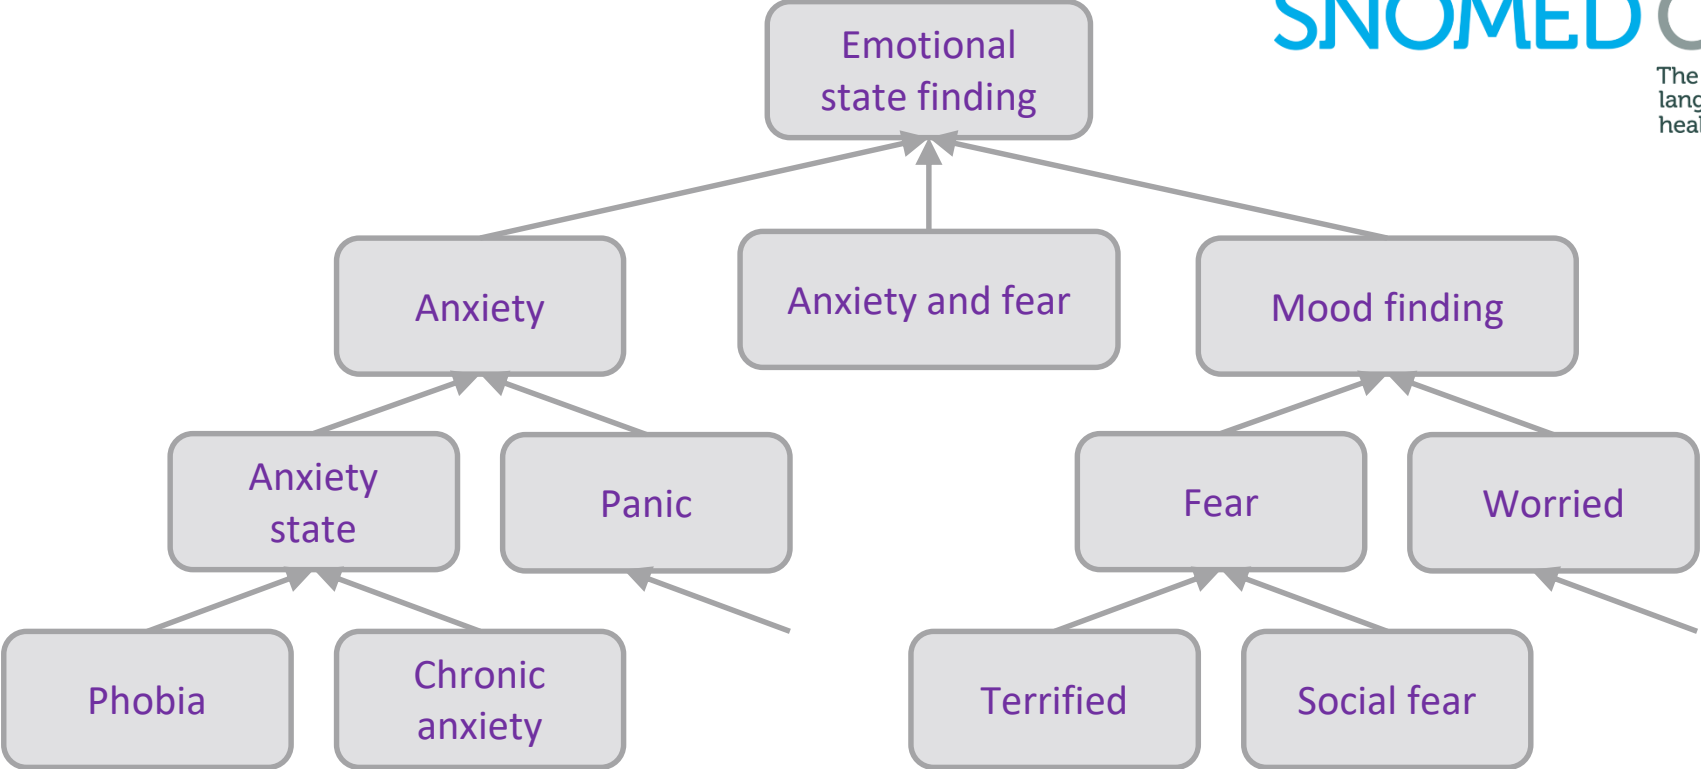 SNOMED
The
Emotional
state finding
Anxiety
Anxiety and fear
Mood finding
Anxiety
state
Panic
Fear
Worried
Phobia
Chronic
anxiety
Terrified
Social fear